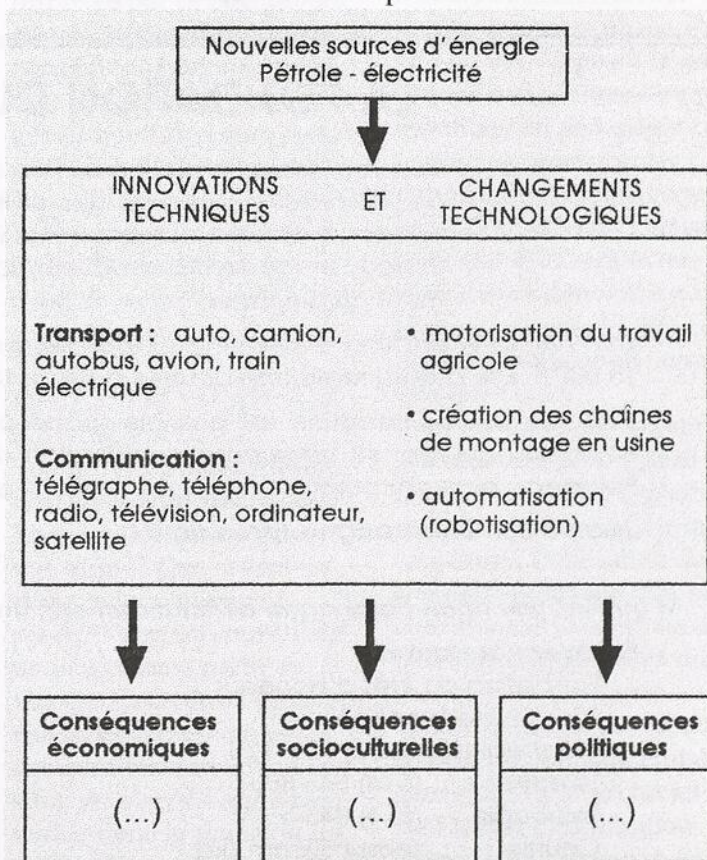 Nouvelles sources d'énergie
Pétrole - électricité
INNOVATIONS
TECHNIQUES
ET
CHANGEMENTS
TECHNOLOGIQUES
Transport : auto, camion,
autobus, avion, train
électrique
Communication :
télégraphe, téléphone,
radio, télévision, ordinateur,
satellite
• motorisation du travail
agricole
• création des chaînes
de montage en usine
• automatisation
(robotisation)
Conséquences
économiques
(...)
Conséquences
socioculturelles
(...)
Conséquences
politiques
(...)